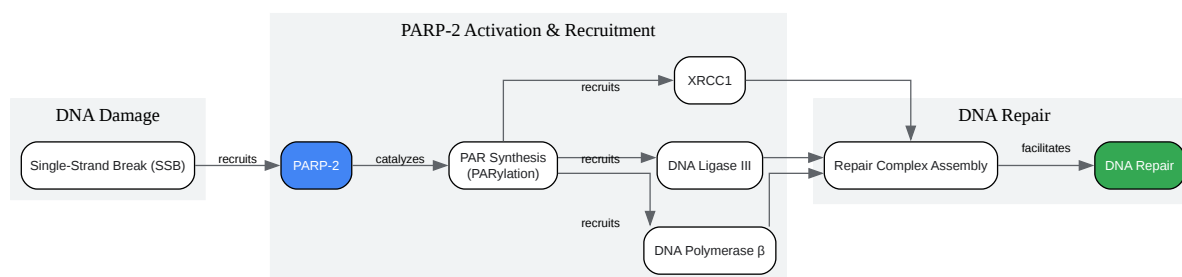 PARP-2 Activation & Recruitment
XRCC1
recruits
DNA Damage
DNA Repair
Single-Strand Break (SSB)
recruits
PARP-2
catalyzes
PAR Synthesis
(PARylation)
recruits
DNA Ligase III
Repair Complex Assembly
facilitates
DNA Repair
recruits
DNA Polymerase β